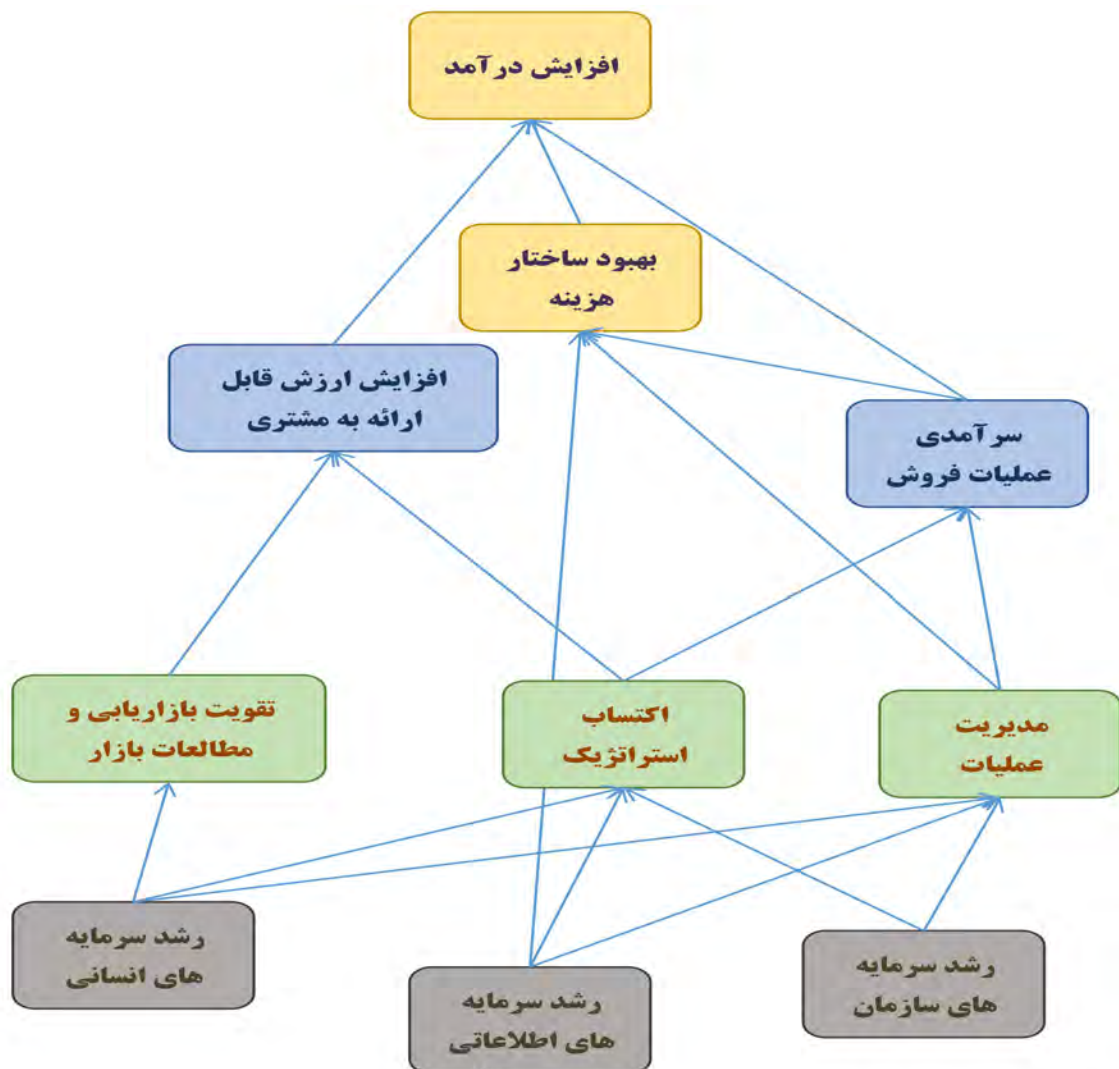 افزایش درآمد
بهبود ساختار
هزینه
افزایش ارزش قابل
ارائه به مشتری
سرآمدی
عملیات فروش
تقویت بازاریابی و
مطالعات بازار
اکتساب
استراتژیک
مدیریت
عملیات
رشد سرمایه
های انسانی
رشد سرمایه
های اطلاعاتی
رشد سرمایه
های سازمان